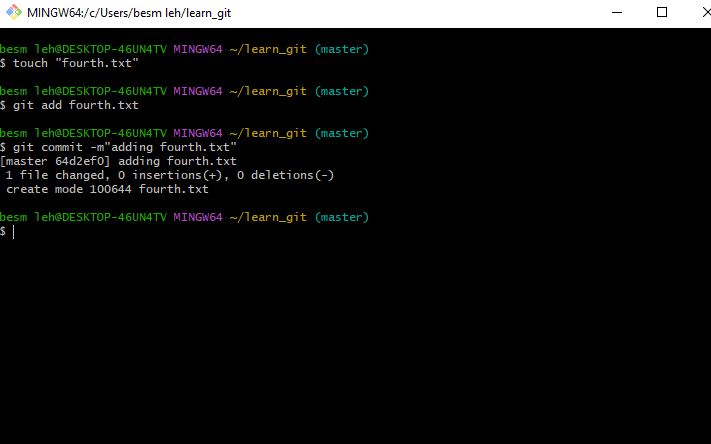 MINGW64:/c/Users/besm leh/learn_git
besm leh@DESKTOP-46UN4TV MINGW64 ~/learn_git (master)
$ touch "fourth.txt"
besm leh@DESKTOP-46UN4TV MINGW64 ~/learn_git (master)
$ git add fourth.txt
besm leh@DESKTOP-46UN4TV MINGW64 ~/learn_git (master)
$ git commit -m"adding fourth.txt"
[master 64d2ef0] adding fourth.txt
 1 file changed, 0 insertions(+), 0 deletions(-)
 create mode 100644 fourth.txt
besm leh@DESKTOP-46UN4TV MINGW64 ~/learn_git (master)
$